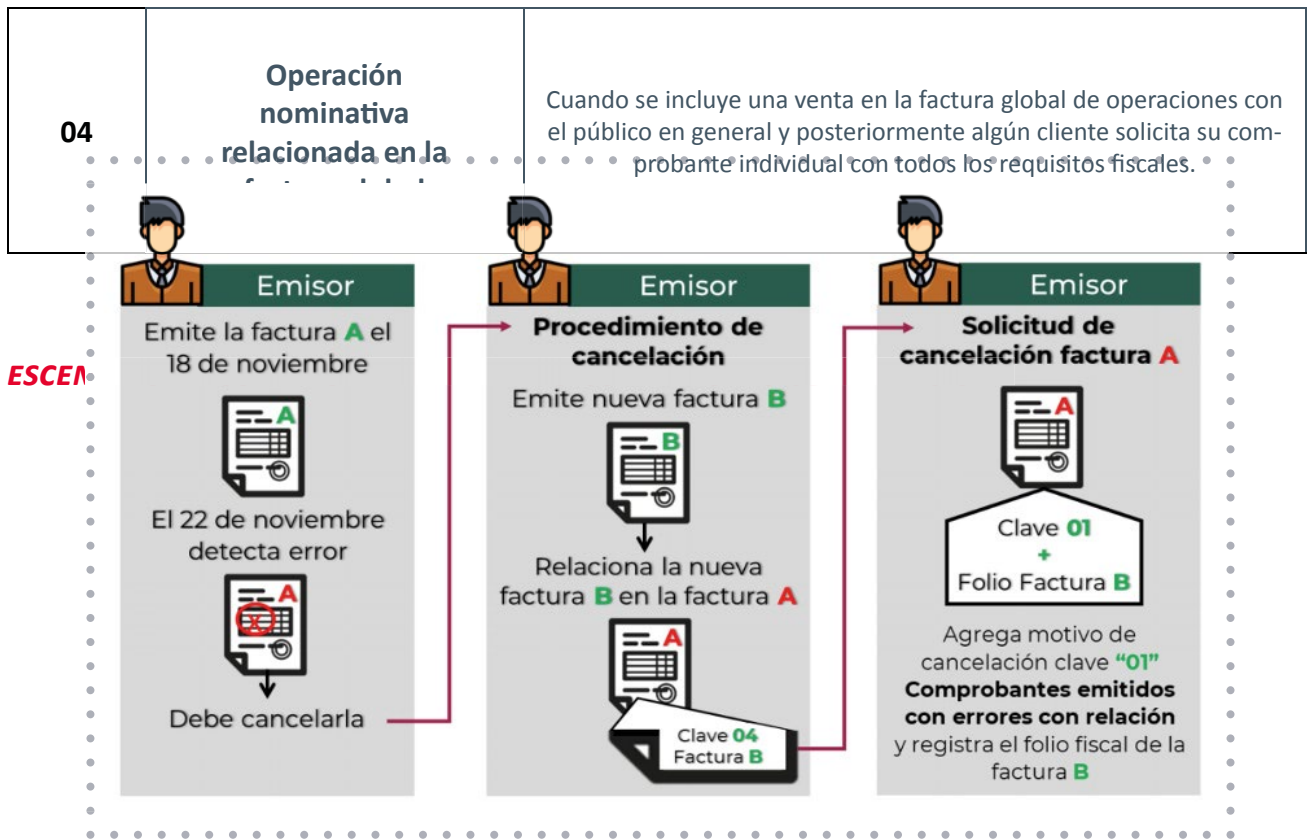 04
Operación
nominativa
relacionada en la
Cuando se incluye una venta en la factura global de operaciones con
el público en general y posteriormente algún cliente solicita su com-
probante individual con todos los requisitos fiscales.
ESCEN
Emisor
Emite la factura A el
18 de noviembre
A
El 22 de noviembre
detecta error
A
X
Debe cancelarla
Emisor
Procedimiento de
cancelación
Emite nueva factura B
B
Relaciona la nueva
factura B en la factura A
A
Clave 04
Factura B
Emisor
Solicitud de
cancelación factura A
A
Clave 01
+
Folio Factura B
Agrega motivo de
cancelación clave “01”
Comprobantes emitidos
con errores con relación
y registra el folio fiscal de la
factura B